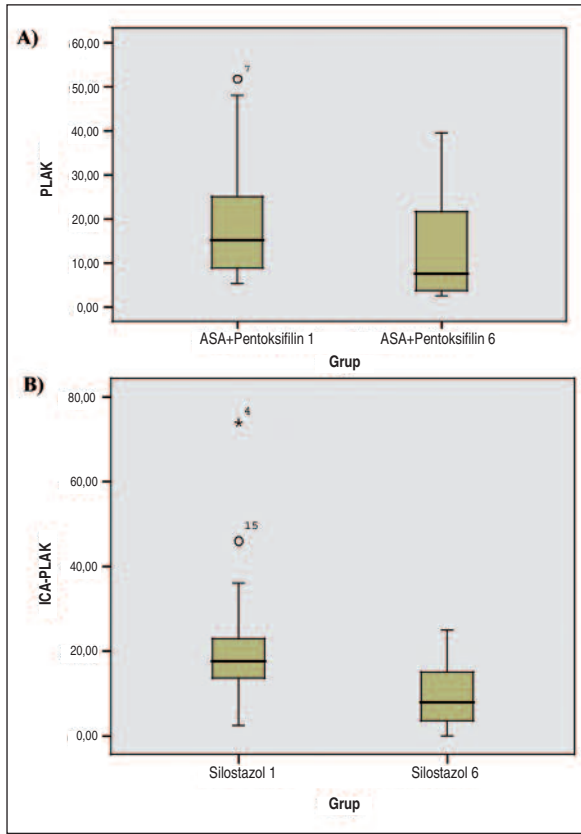 A)
60,00
50,00
40,00
30,00
20,00
10,00
0,00
PLAK
7
ASA+Pentoksifilin 1
ASA+Pentoksifilin 6
Grup
B)
80,00
60,00
40,00
20,00
0,00
ICA-PLAK
4
15
Silostazol 1
Silostazol 6
Grup